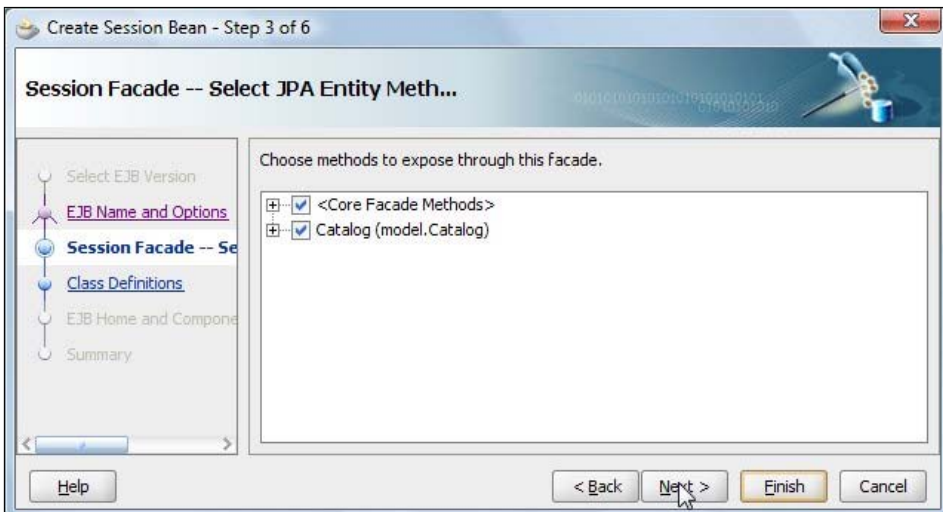 Create Session Bean - Step 3 of 6
Session Facade -- Select JPA Entity Meth...
Select EJB Version
EJB Name and Options
Session Facade -- Se
Class Definitions
EJB Home and Compone
Summary
Choose methods to expose through this facade.
<Core Facade Methods>
Catalog (model.Catalog)
Help
< Back
Next >
Finish
Cancel